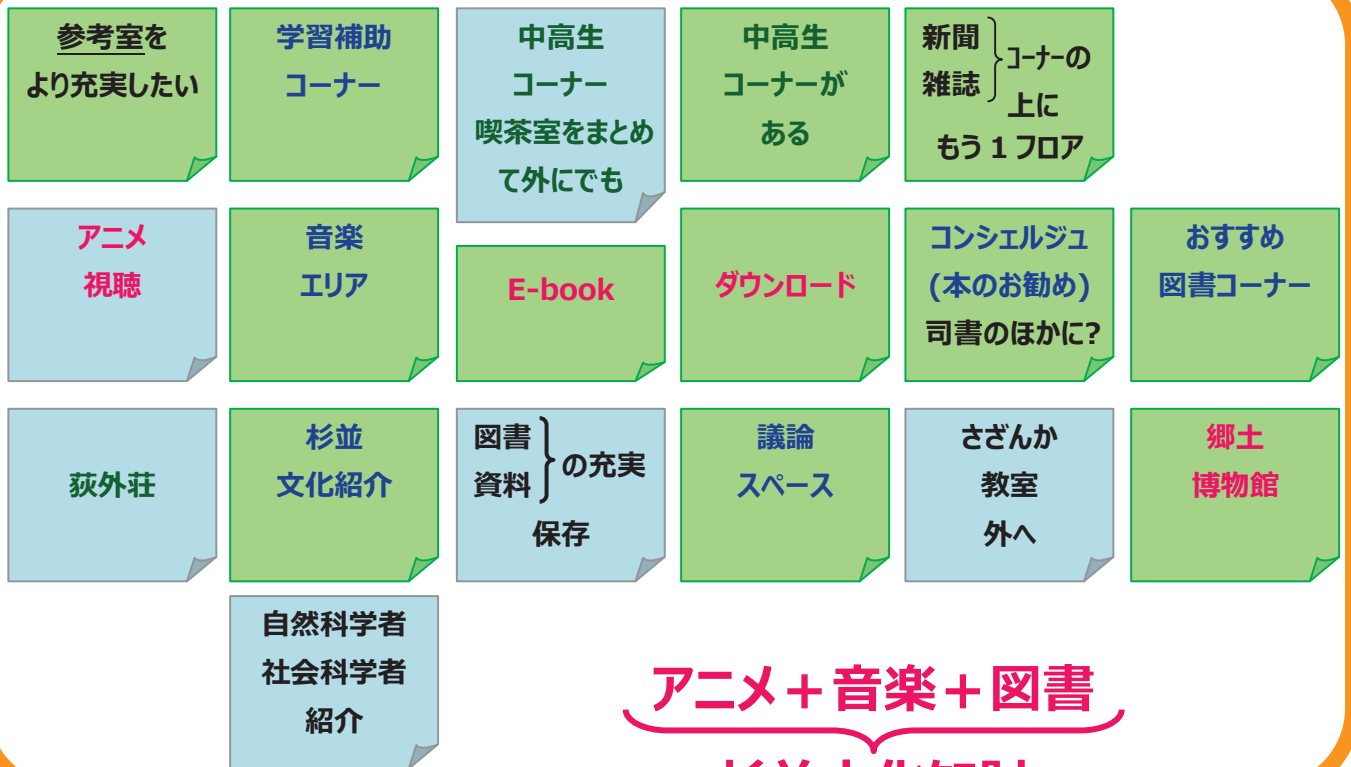 参考室を
より充実したい
学習補助
コーナー
中高生
コーナー
喫茶室をまとめ
て外にでも
中高生
コーナーが
ある
新聞
雑誌
コーナーの
上に
もう 1 フロア
アニメ
視聴
音楽
エリア
E-book
ダウンロード
コンシェルジュ
(本のお勧め)
司書のほかに?
おすすめ
図書コーナー
荻外荘
杉並
文化紹介
図書
資料
の充実
保存
議論
スペース
さざんか
教室
外へ
郷土
博物館
自然科学者
社会科学者
紹介
アニメ+音楽+図書